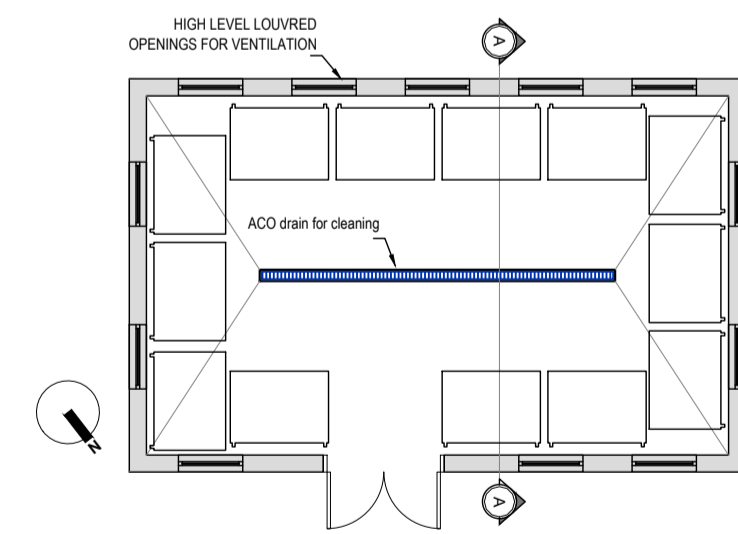 HIGH LEVEL LOUVRED
OPENINGS FOR VENTILATION
A
ACO drain for cleaning
N
A